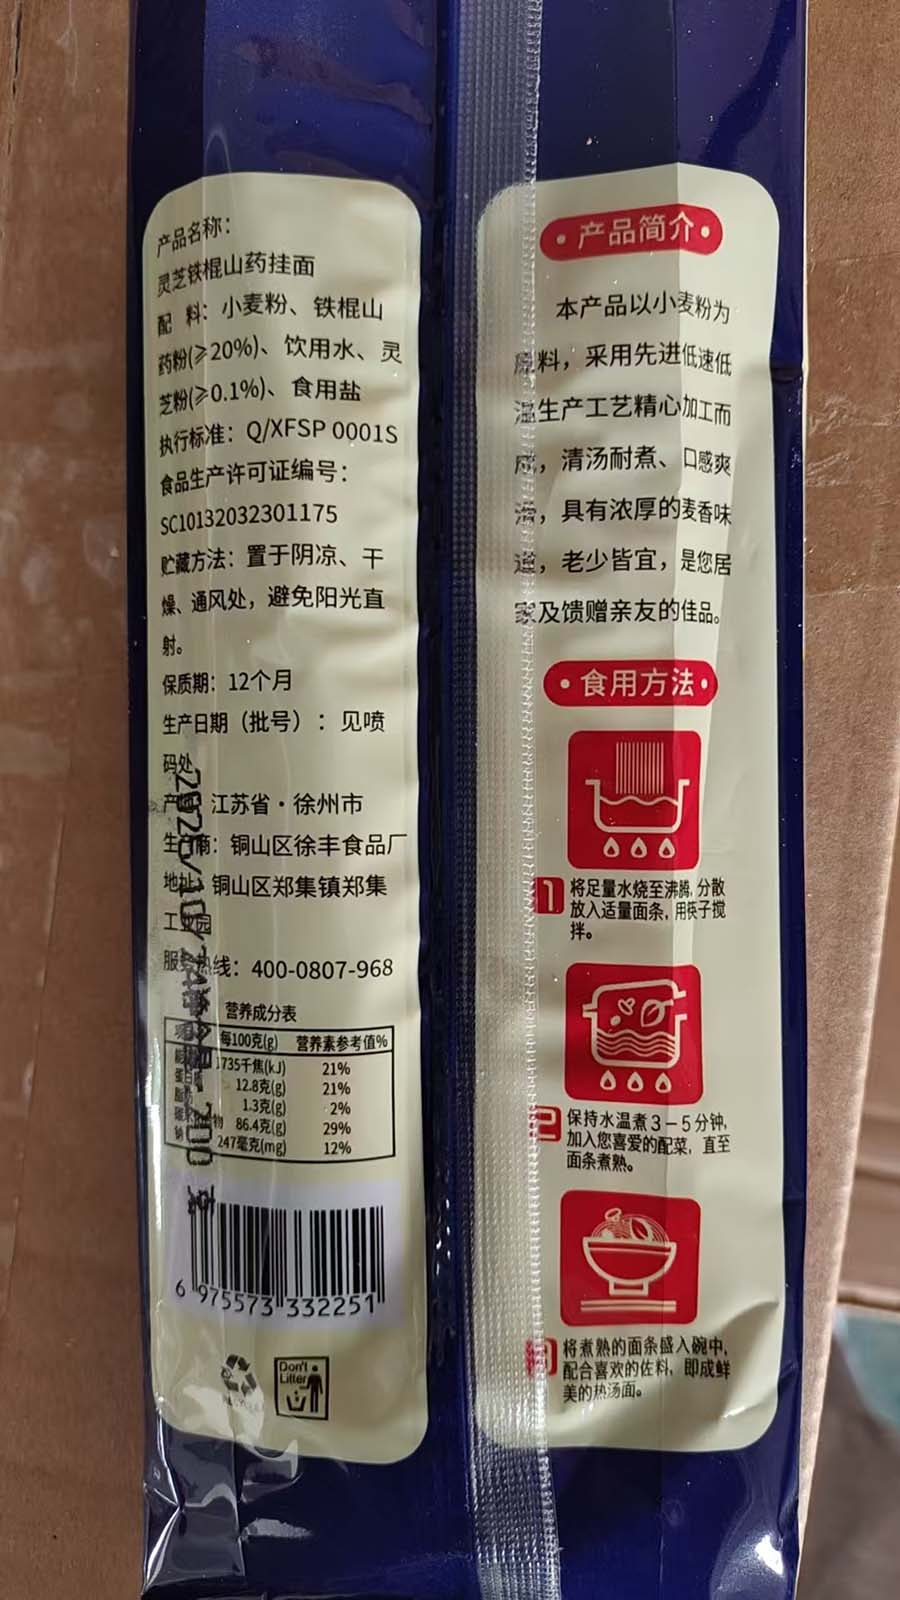 产品名称：
灵芝铁棍山药挂面
配 料：小麦粉、铁棍山
药粉(≥20%)、饮用水、灵
芝粉(≥0.1%)、食用盐
执行标准：Q/XFSP 0001S
食品生产许可证编号：
SC10132032301175
贮藏方法：置于阴凉、干
燥、通风处，避免阳光直
射。
保质期：12个月
生产日期（批号）：见喷
码处
产地：江苏省·徐州市
生产商：铜山区徐丰食品厂
地址：铜山区郑集镇郑集
工业园
服务热线：400-0807-968
营养成分表
每100克(g) 营养素参考值%
1735千焦(kJ) 21%
12.8克(g) 21%
1.3克(g) 2%
86.4克(g) 29%
钠 247毫克(mg) 12%
6 975573 332251
Don't
Litter
·产品简介·
本产品以小麦粉为
原料，采用先进低速低
温生产工艺精心加工而
成，清汤耐煮、口感爽
滑，具有浓厚的麦香味
道，老少皆宜，是您居
家及馈赠亲友的佳品。
·食用方法·
1 将足量水烧至沸腾，分散
放入适量面条，用筷子搅
拌。
2 保持水温煮3－5分钟，
加入您喜爱的配菜，直至
面条煮熟。
将煮熟的面条盛入碗中，
配合喜欢的佐料，即成鲜
美的热汤面。